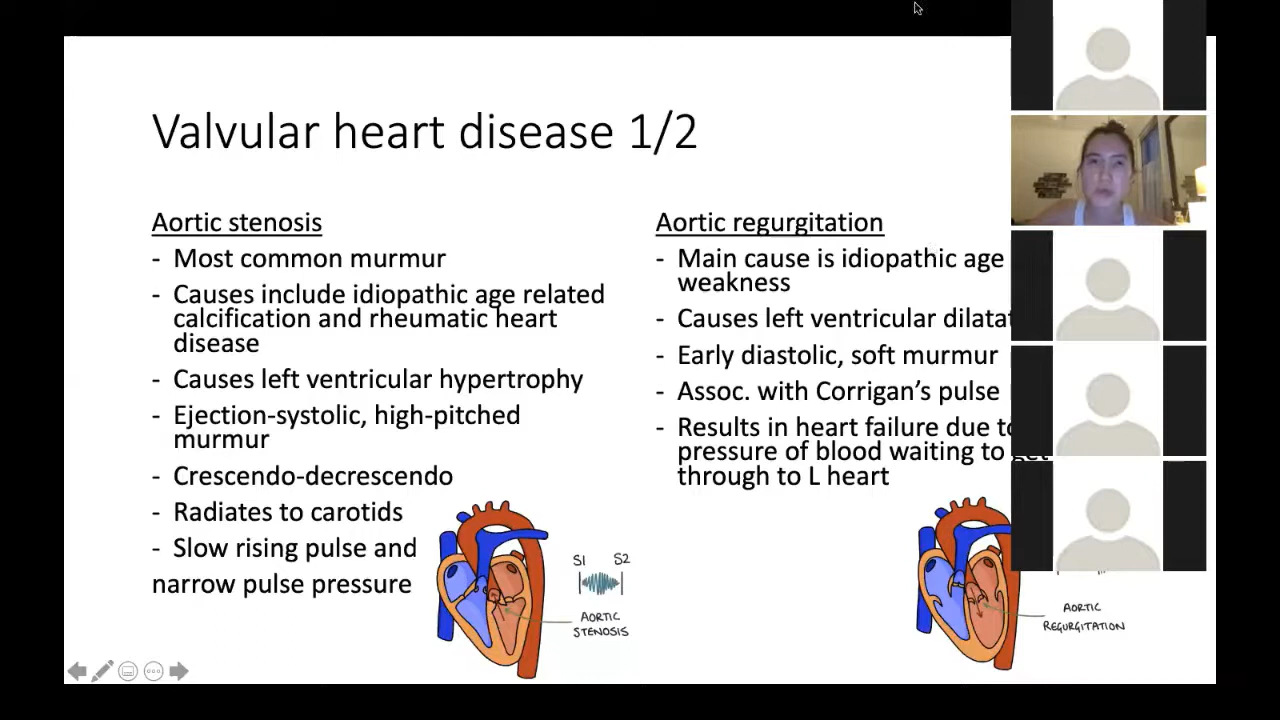 Valvular heart disease 1/2
Aortic stenosis
- Most common murmur
- Causes include idiopathic age related
calcification and rheumatic heart
disease
- Causes left ventricular hypertrophy
- Ejection-systolic, high-pitched
murmur
- Crescendo-decrescendo
- Radiates to carotids
- Slow rising pulse and
narrow pulse pressure
S1 S2
AORTIC
STENOSIS
Aortic regurgitation
- Main cause is idiopathic age
weakness
- Causes left ventricular
- Early diastolic, soft murmur
- Assoc. with Corrigan’s pulse
- Results in heart failure due to
pressure of blood waiting to get
through to L heart
AORTIC
REGURGITATION